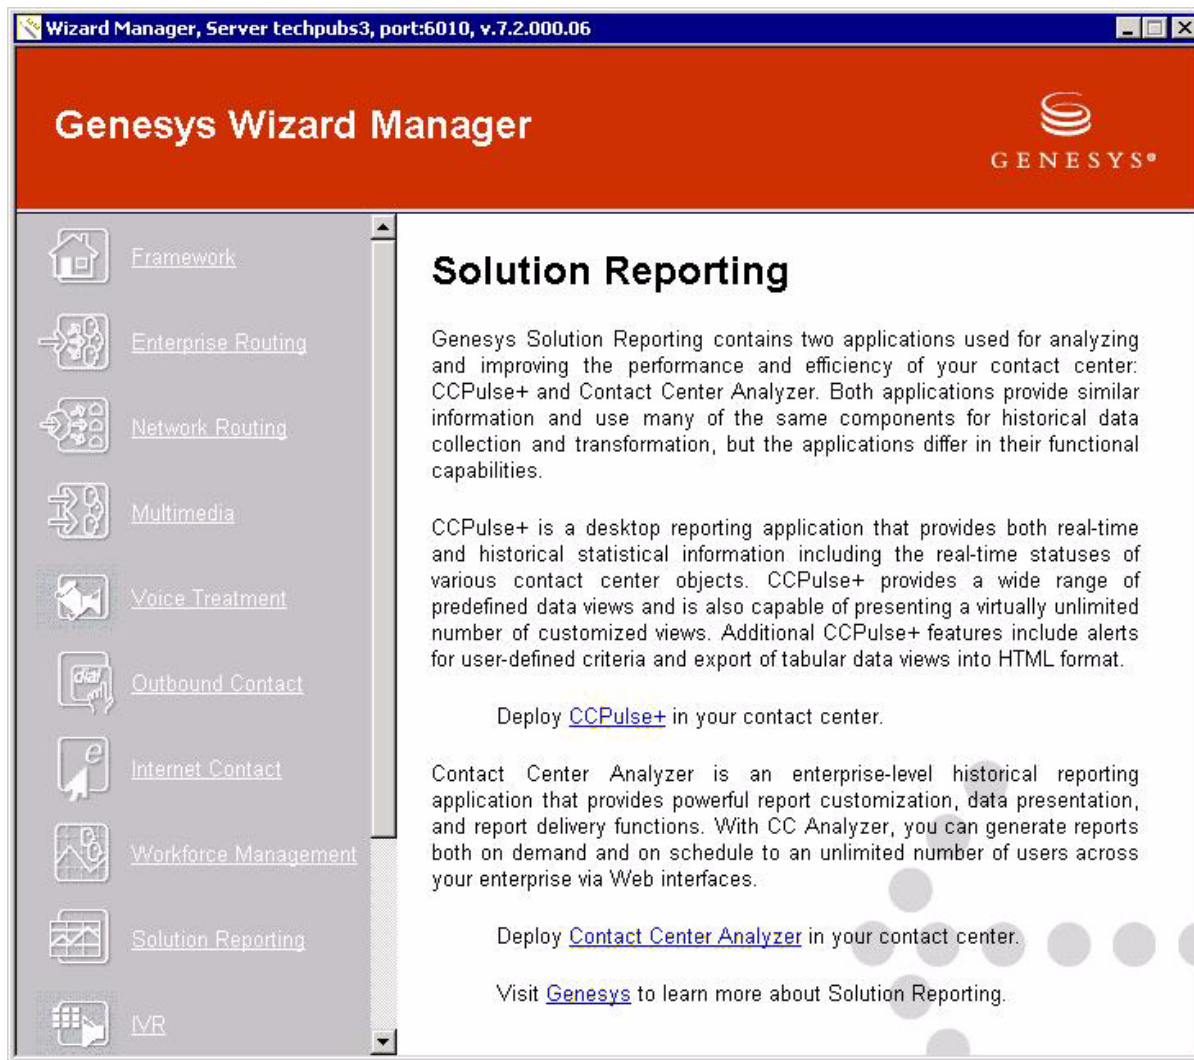 Wizard Manager, Server techpubs3, port:6010, v.7.2.000.06
Genesys Wizard Manager
GENESYS®
Framework
Enterprise Routing
Network Routing
Multimedia
Voice Treatment
dial
Outbound Contact
e
Internet Contact
Workforce Management
Solution Reporting
IVR
Solution Reporting
Genesys Solution Reporting contains two applications used for analyzing
and improving the performance and efficiency of your contact center:
CCPulse+ and Contact Center Analyzer. Both applications provide similar
information and use many of the same components for historical data
collection and transformation, but the applications differ in their functional
capabilities.
CCPulse+ is a desktop reporting application that provides both real-time
and historical statistical information including the real-time statuses of
various contact center objects. CCPulse+ provides a wide range of
predefined data views and is also capable of presenting a virtually unlimited
number of customized views. Additional CCPulse+ features include alerts
for user-defined criteria and export of tabular data views into HTML format.
Deploy CCPulse+ in your contact center.
Contact Center Analyzer is an enterprise-level historical reporting
application that provides powerful report customization, data presentation,
and report delivery functions. With CC Analyzer, you can generate reports
both on demand and on schedule to an unlimited number of users across
your enterprise via Web interfaces.
Deploy Contact Center Analyzer in your contact center.
Visit Genesys to learn more about Solution Reporting.